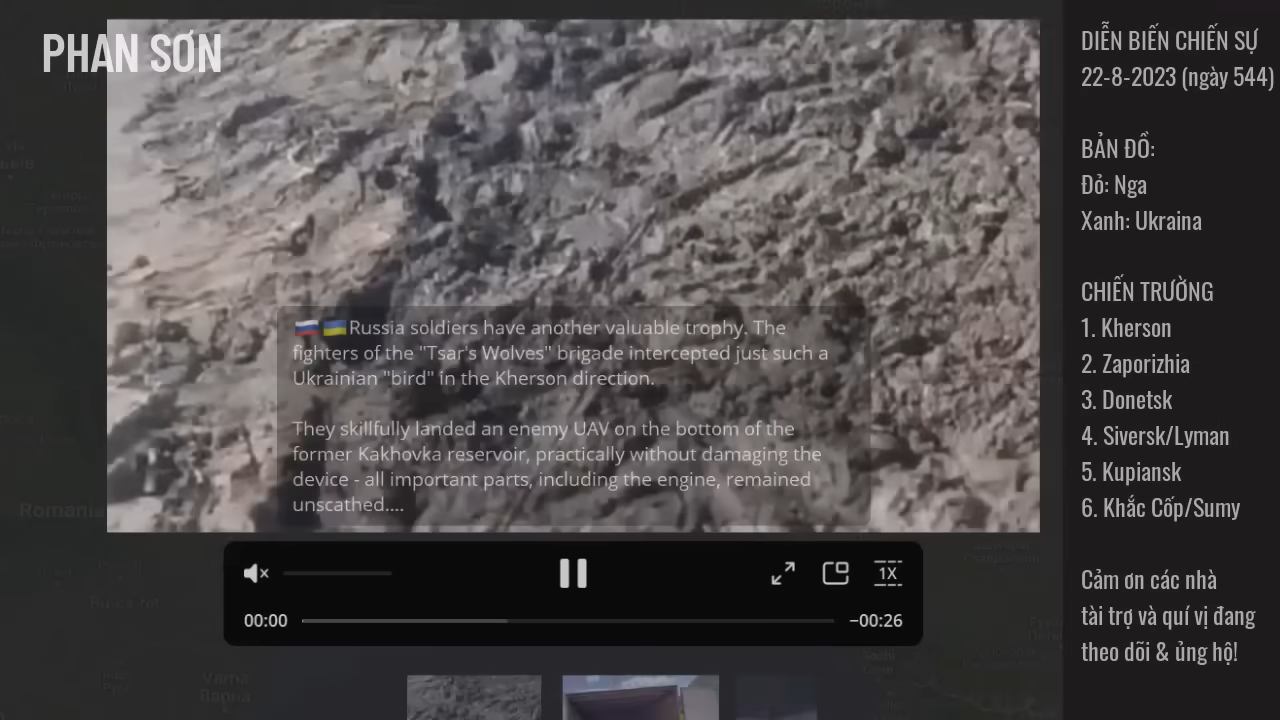 PHAN SƠN
DIỄN BIẾN CHIẾN SỰ
22-8-2023 (ngày 544)
BẢN ĐỒ:
Đỏ: Nga
Xanh: Ukraina
CHIẾN TRƯỜNG
1. Kherson
2. Zaporizhia
3. Donetsk
4. Siversk/Lyman
5. Kupiansk
6. Khắc Cốp/Sumy
Cảm ơn các nhà
tài trợ và quí vị đang
theo dõi & ủng hộ!
🇷🇺🇺🇦Russia soldiers have another valuable trophy. The
fighters of the "Tsar's Wolves" brigade intercepted just such a
Ukrainian "bird" in the Kherson direction.
They skillfully landed an enemy UAV on the bottom of the
former Kakhovka reservoir, practically without damaging the
device - all important parts, including the engine, remained
unscathed....
1X
00:00
−00:26
Romania
Varna
Варна